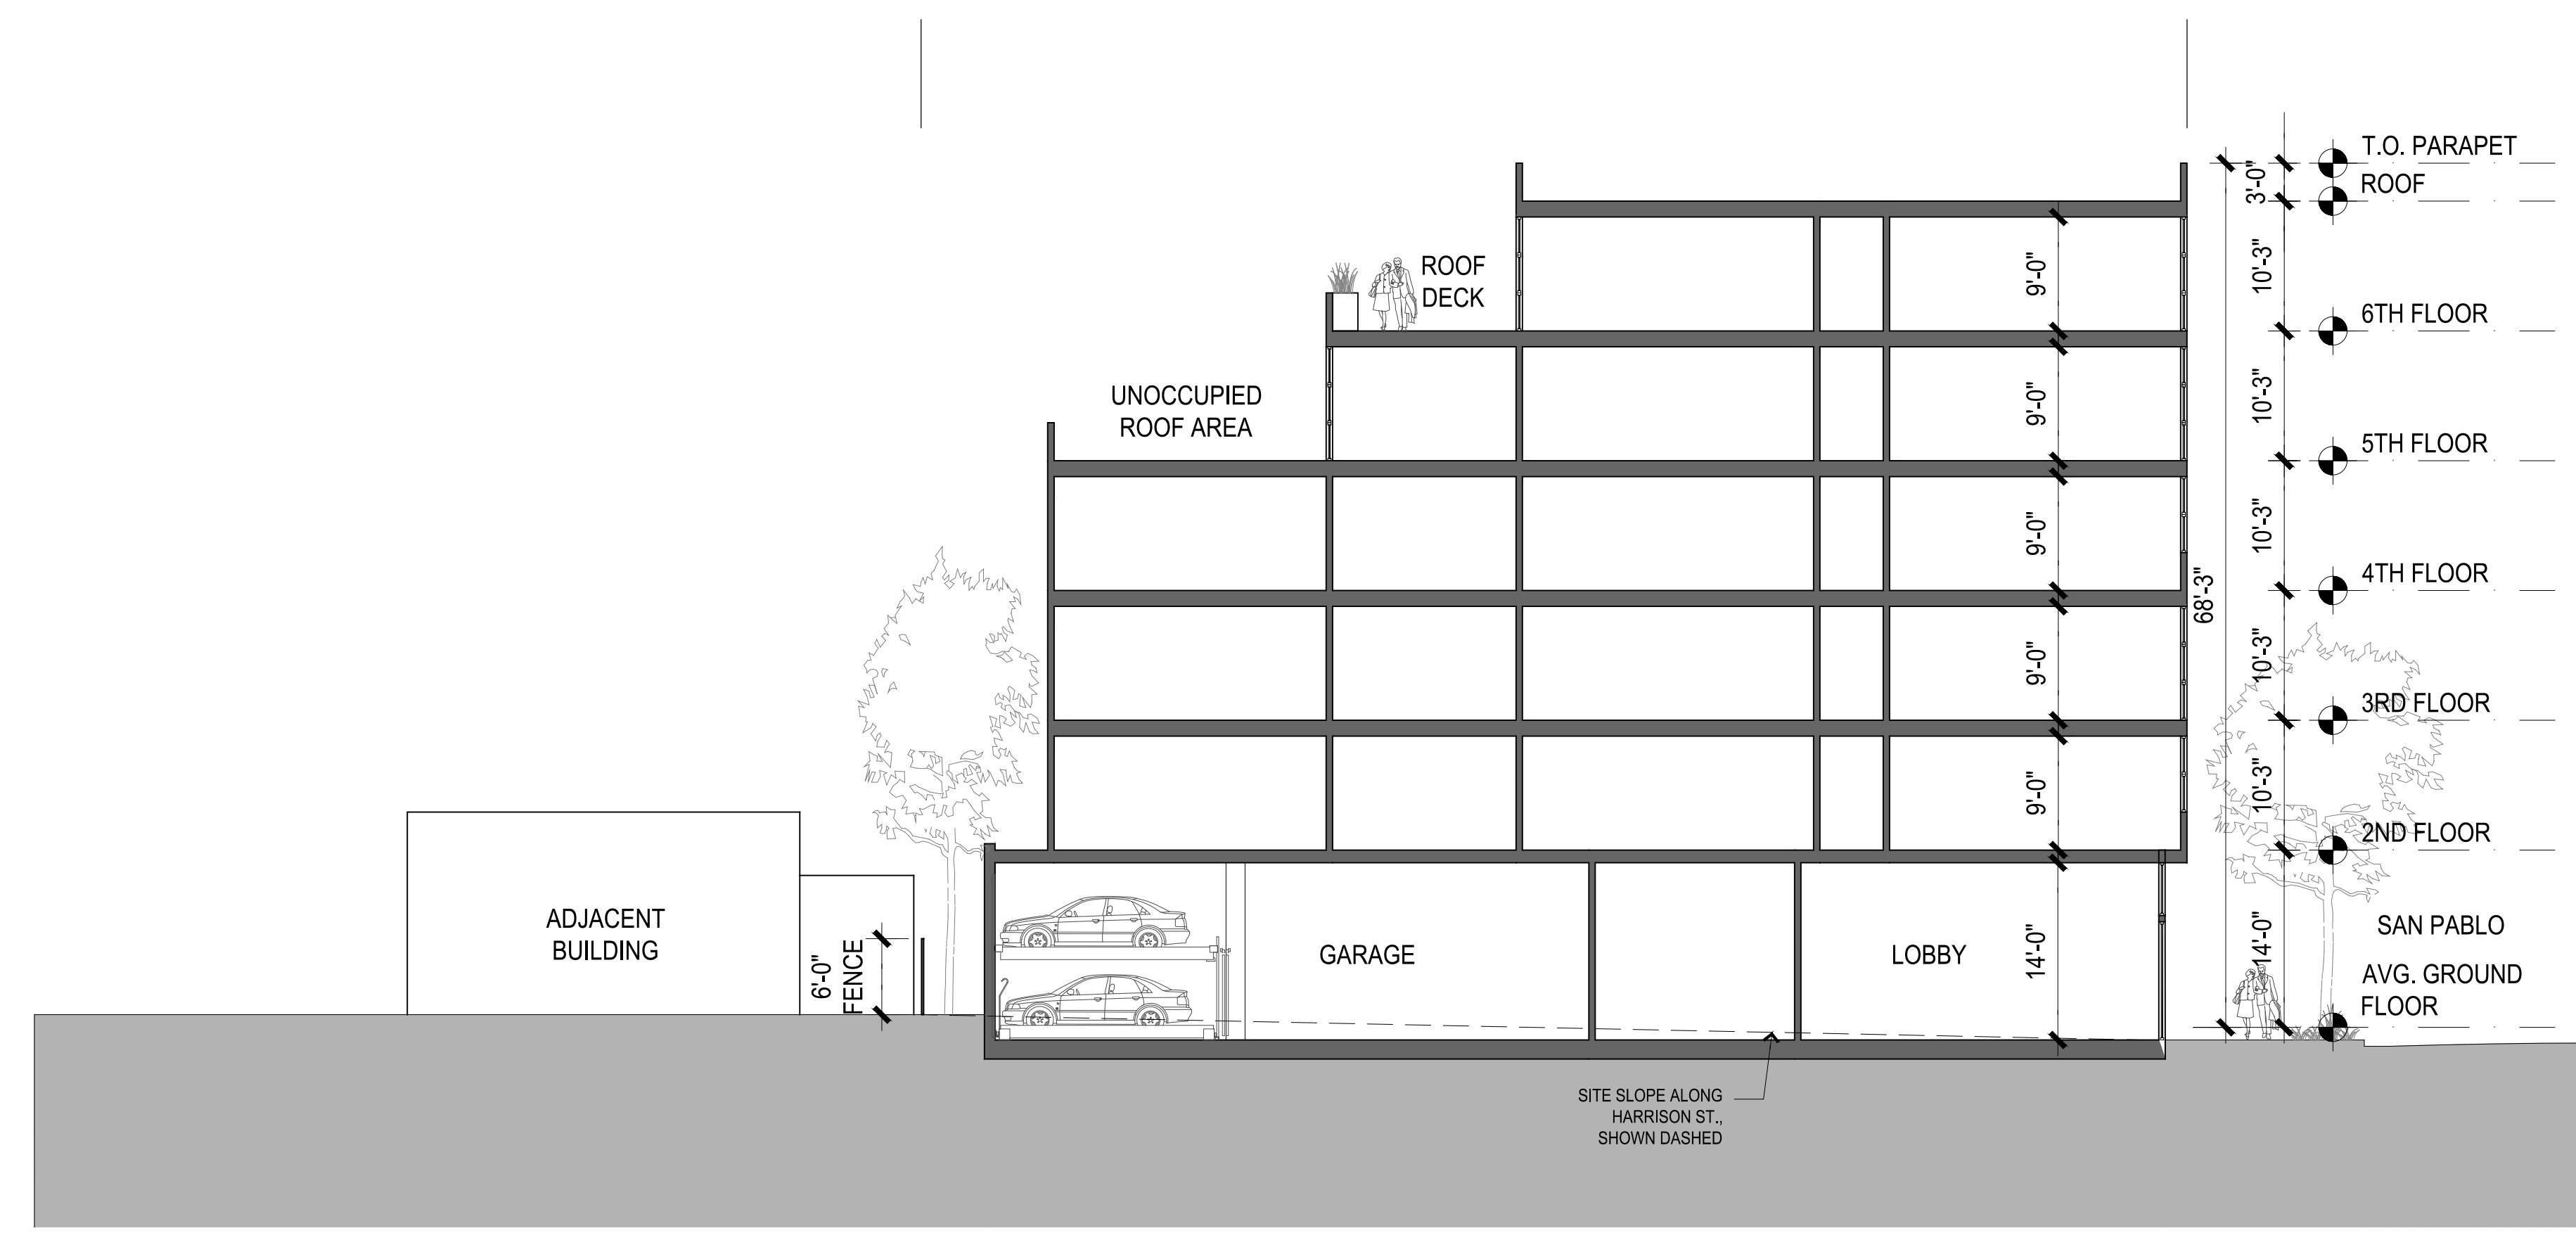 T.O. PARAPET
3'-0"
ROOF
10'-3"
9'-0"
ROOF
DECK
6TH FLOOR
10'-3"
9'-0"
UNOCCUPIED
ROOF AREA
5TH FLOOR
10'-3"
9'-0"
4TH FLOOR
68'-3"
10'-3"
9'-0"
3RD FLOOR
10'-3"
9'-0"
2ND FLOOR
ADJACENT
BUILDING
6'-0"
FENCE
GARAGE
LOBBY
14'-0"
14'-0"
SAN PABLO
AVG. GROUND
FLOOR
SITE SLOPE ALONG
HARRISON ST.,
SHOWN DASHED